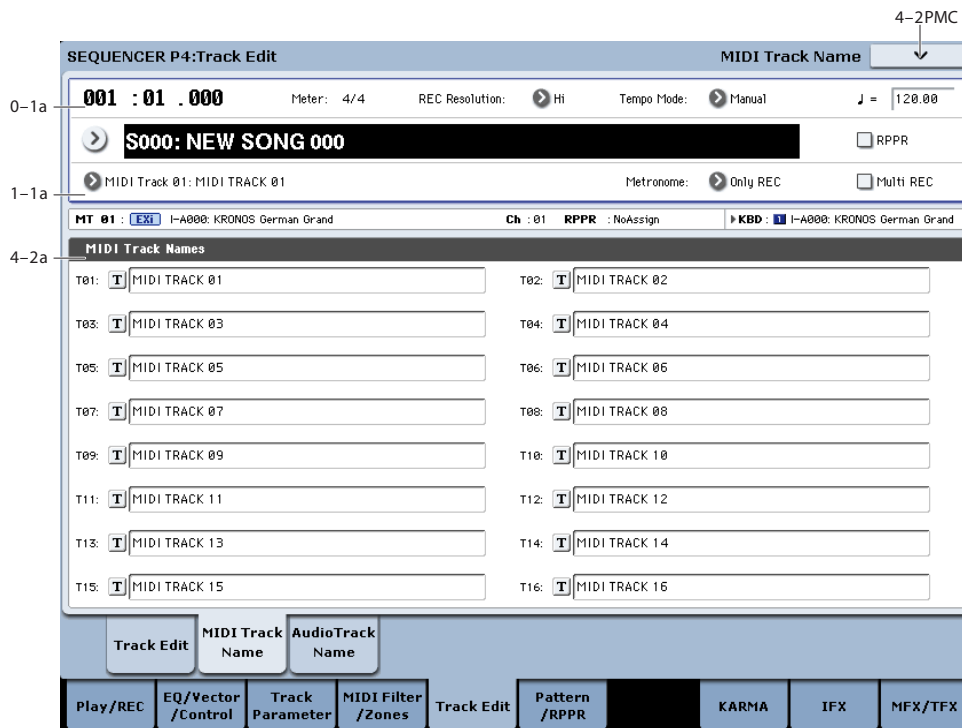 4–2PMC
SEQUENCER P4:Track Edit MIDI Track Name
0–1a
001 :01 .000 Meter: 4/4 REC Resolution: Hi Tempo Mode: Manual ♩ = 120.00
S000: NEW SONG 000 RPPR
1–1a
MIDI Track 01: MIDI TRACK 01 Metronome: Only REC Multi REC
MT 01 : EXi I-A000: KRONOS German Grand Ch :01 RPPR : NoAssign ▶KBD : 1 I-A000: KRONOS German Grand
4–2a
MIDI Track Names
T01: T MIDI TRACK 01 T02: T MIDI TRACK 02
T03: T MIDI TRACK 03 T04: T MIDI TRACK 04
T05: T MIDI TRACK 05 T06: T MIDI TRACK 06
T07: T MIDI TRACK 07 T08: T MIDI TRACK 08
T09: T MIDI TRACK 09 T10: T MIDI TRACK 10
T11: T MIDI TRACK 11 T12: T MIDI TRACK 12
T13: T MIDI TRACK 13 T14: T MIDI TRACK 14
T15: T MIDI TRACK 15 T16: T MIDI TRACK 16
Track Edit
MIDI Track
Name
AudioTrack
Name
Play/REC
EQ/Vector
/Control
Track
Parameter
MIDI Filter
/Zones
Track Edit
Pattern
/RPPR
KARMA
IFX
MFX/TFX